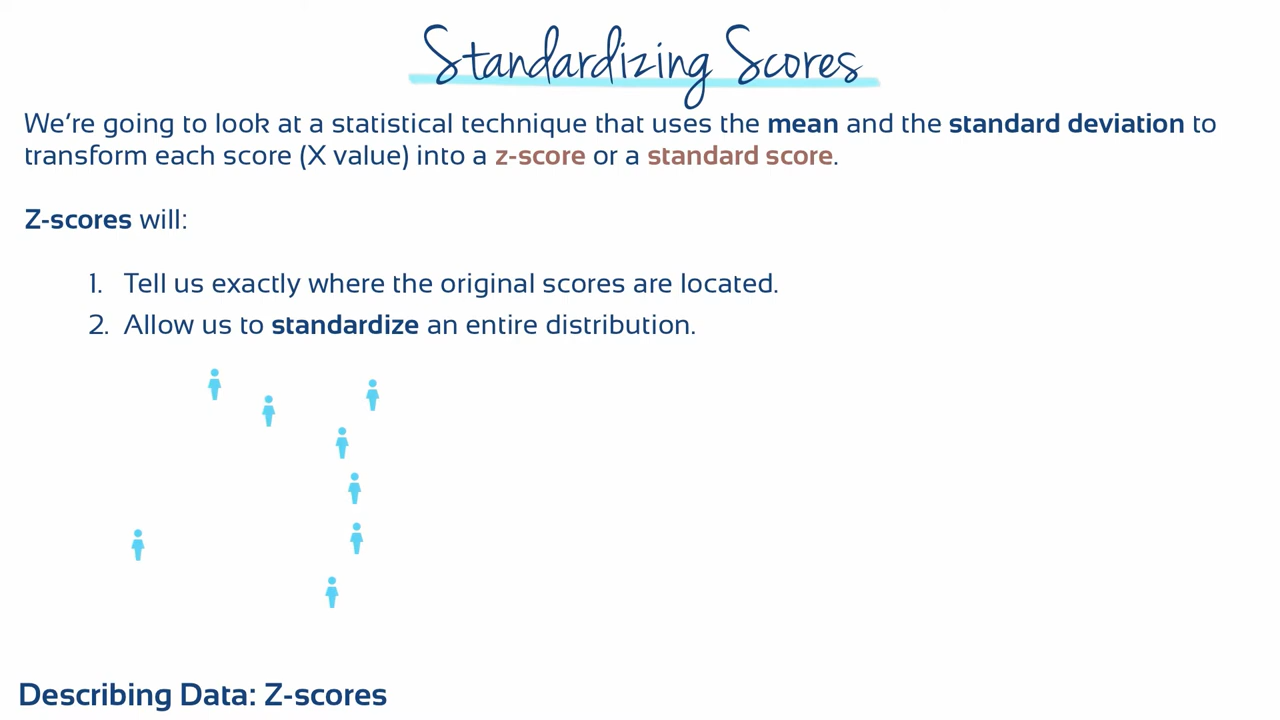 Standardizing Scores
We're going to look at a statistical technique that uses the mean and the standard deviation to
transform each score (X value) into a z-score or a standard score.
Z-scores will:
1. Tell us exactly where the original scores are located.
2. Allow us to standardize an entire distribution.
Describing Data: Z-scores